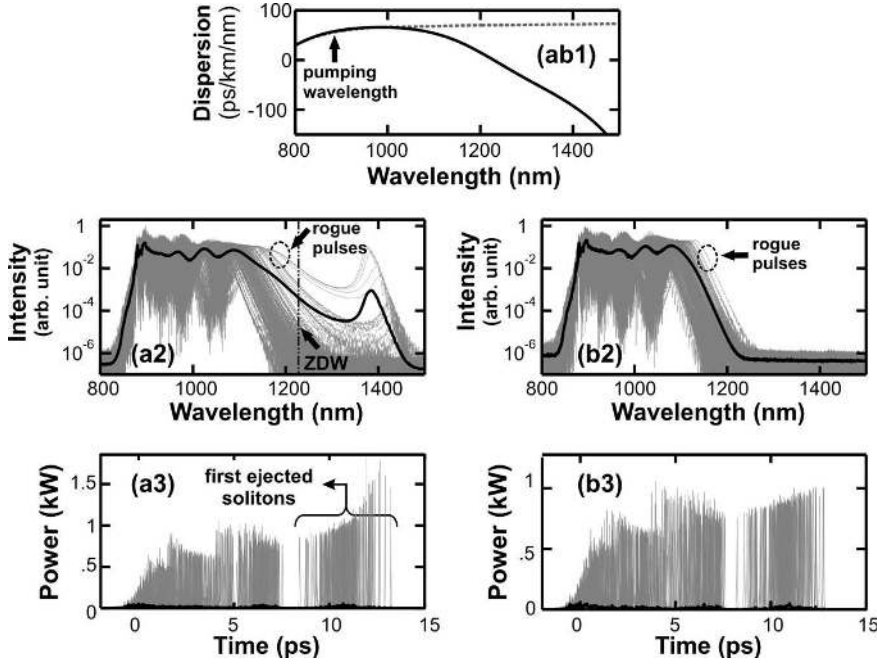 100
0
-100
Dispersion
(ps/km/nm)
(ab1)
pumping
wavelength
800
1000
1200
1400
Wavelength (nm)
1
10-2
10-4
10-6
Intensity
(arb. unit)
rogue
pulses
(a2)
ZDW
800
1000
1200
1400
Wavelength (nm)
1
10-2
10-4
10-6
Intensity
(arb. unit)
rogue
pulses
(b2)
800
1000
1200
1400
Wavelength (nm)
1.5
1
.5
0
Power (kW)
(a3)
first ejected
solitons
0
5
10
15
Time (ps)
1
.5
0
Power (kW)
(b3)
0
5
10
15
Time (ps)